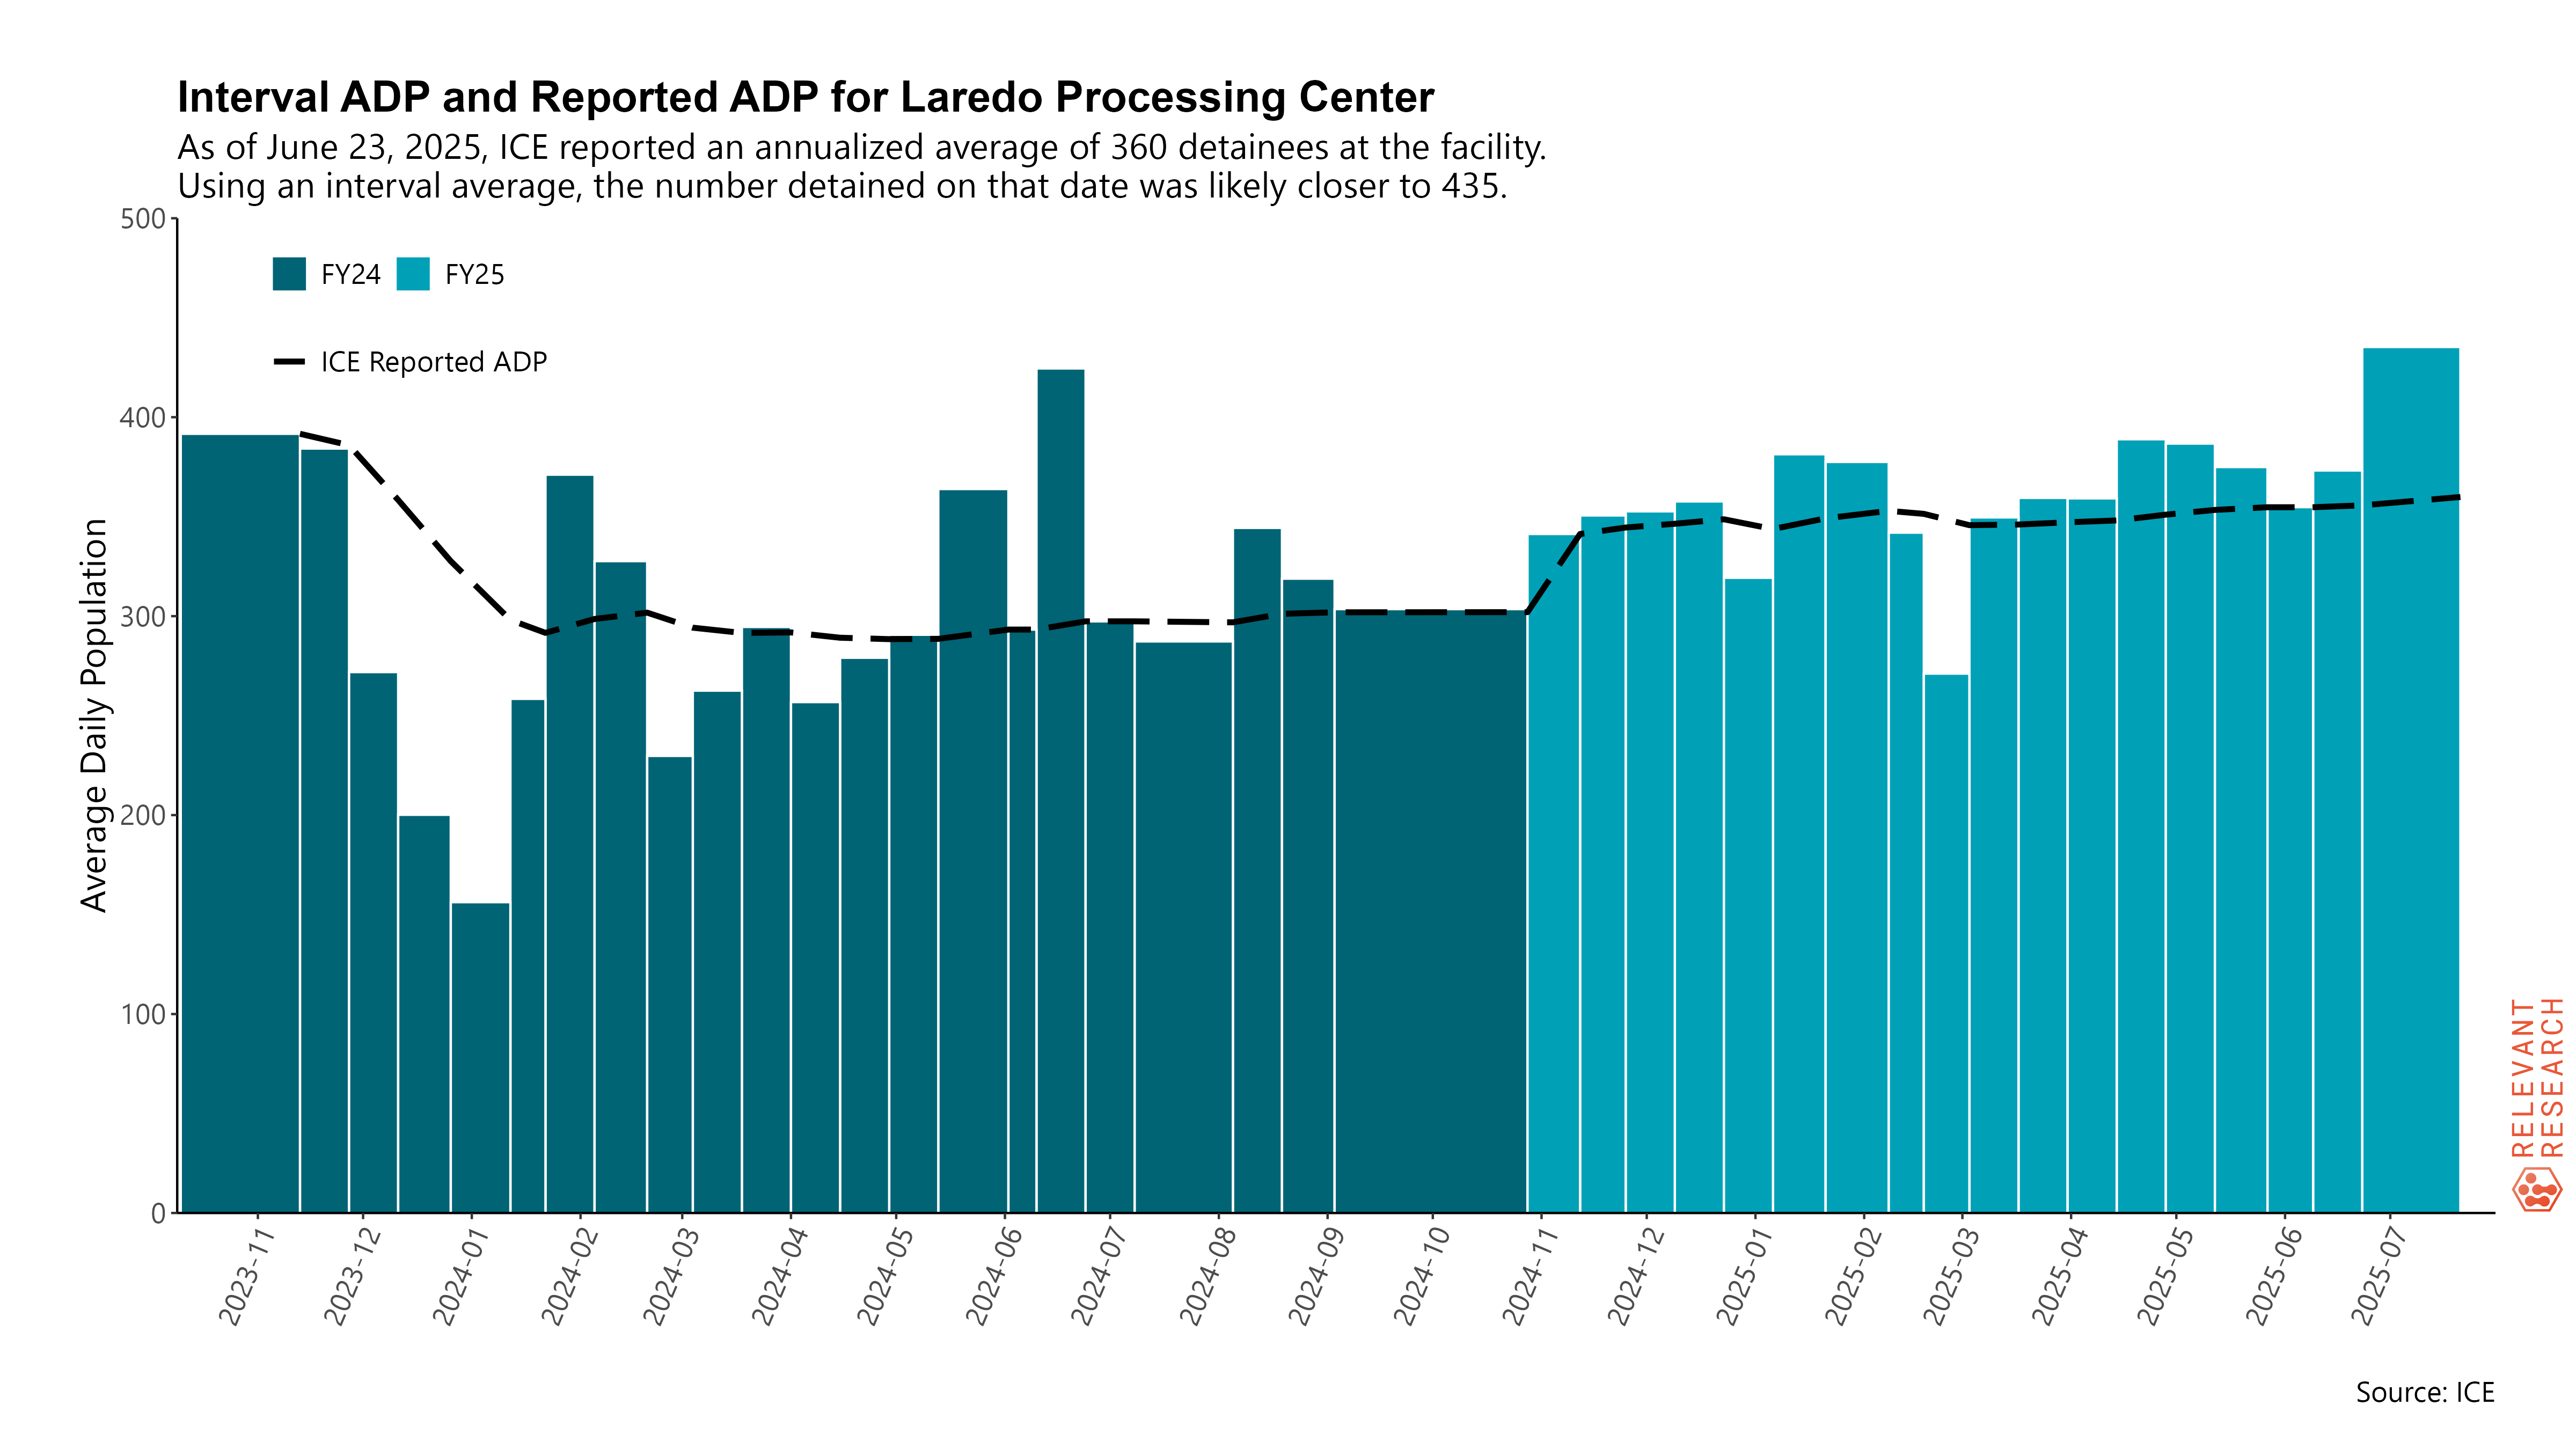 Interval ADP and Reported ADP for Laredo Processing Center
As of June 23, 2025, ICE reported an annualized average of 360 detainees at the facility.
Using an interval average, the number detained on that date was likely closer to 435.
FY24
FY25
ICE Reported ADP
Average Daily Population
500
400
300
200
100
0
2023-11
2023-12
2024-01
2024-02
2024-03
2024-04
2024-05
2024-06
2024-07
2024-08
2024-09
2024-10
2024-11
2024-12
2025-01
2025-02
2025-03
2025-04
2025-05
2025-06
2025-07
RELEVANT
RESEARCH
Source: ICE